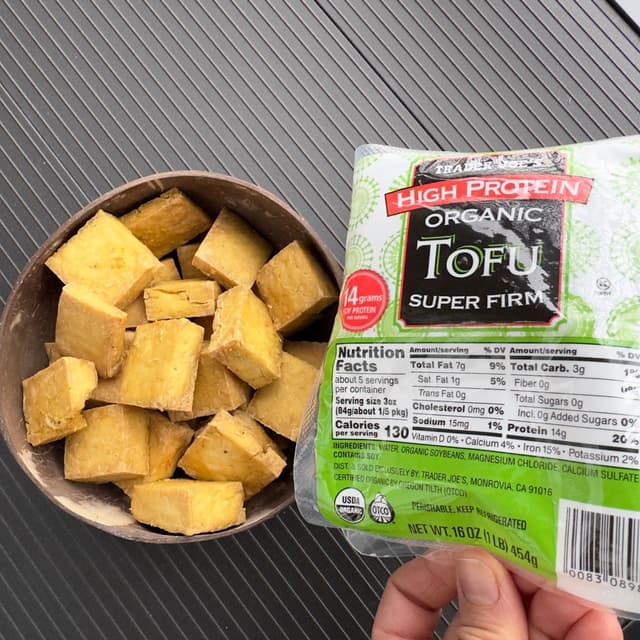 TRADER JOE'S
HIGH PROTEIN
ORGANIC
TOFU
SUPER FIRM
14 grams
OF PROTEIN
PER SERVING
Nutrition
Facts
about 5 servings
per container
Serving size 3oz
(84g/about 1/5 pkg)
Calories
per serving 130
Amount/serving % DV
Total Fat 7g 9%
Sat. Fat 1g 5%
Trans Fat 0g
Cholesterol 0mg 0%
Sodium 15mg 1%
Amount/serving % DV
Total Carb. 3g
Fiber 0g
Total Sugars 0g
Incl. 0g Added Sugars 0%
Protein 14g
Vitamin D 0% • Calcium 4% • Iron 15% • Potassium 2%
INGREDIENTS: WATER, ORGANIC SOYBEANS, MAGNESIUM CHLORIDE, CALCIUM SULFATE
CONTAINS SOY.
DIST. & SOLD EXCLUSIVELY BY: TRADER JOE'S, MONROVIA, CA 91016
CERTIFIED ORGANIC BY OREGON TILTH (OTCO)
USDA
ORGANIC
OTCO
PERISHABLE, KEEP REFRIGERATED
NET WT. 16 OZ (1 LB) 454g
0083 089